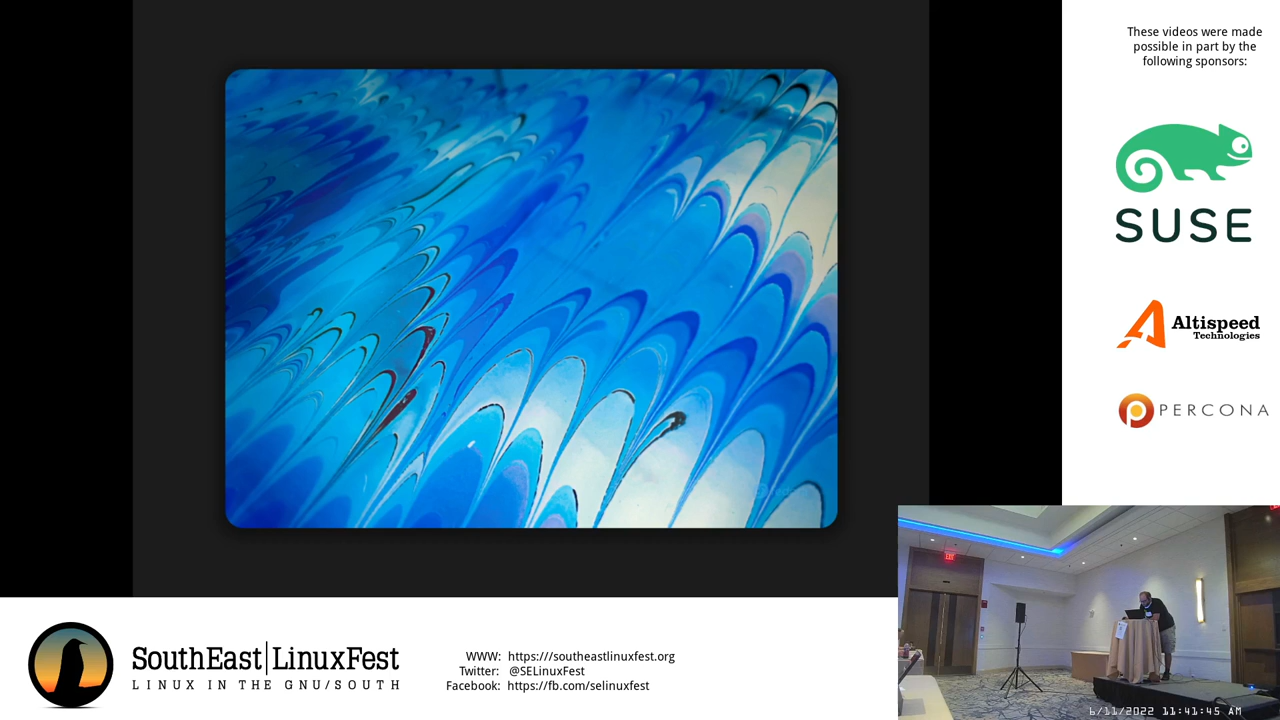 These videos were made
possible in part by the
following sponsors:
SUSE
Altispeed
Technologies
PERCONA
SouthEast LinuxFest
LINUX IN THE GNU/SOUTH
WWW: https:///southeastlinuxfest.org
Twitter: @SELinuxFest
Facebook: https://fb.com/selinuxfest
EXIT
6/11/2022 11:41:45 AM